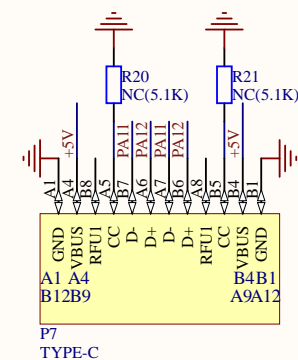 R20
NC(5.1K)
R21
NC(5.1K)
+5V
PA11
PA12
PA11
PA12
+5V
A1
A4
B8
A5
B7
A6
A7
B6
A8
B5
B4
B1
GND
VBUS
RFU1
CC
D-
D+
D-
D+
RFU1
CC
VBUS
GND
A1 A4 B4B1
B12B9 A9A12
P7
TYPE-C